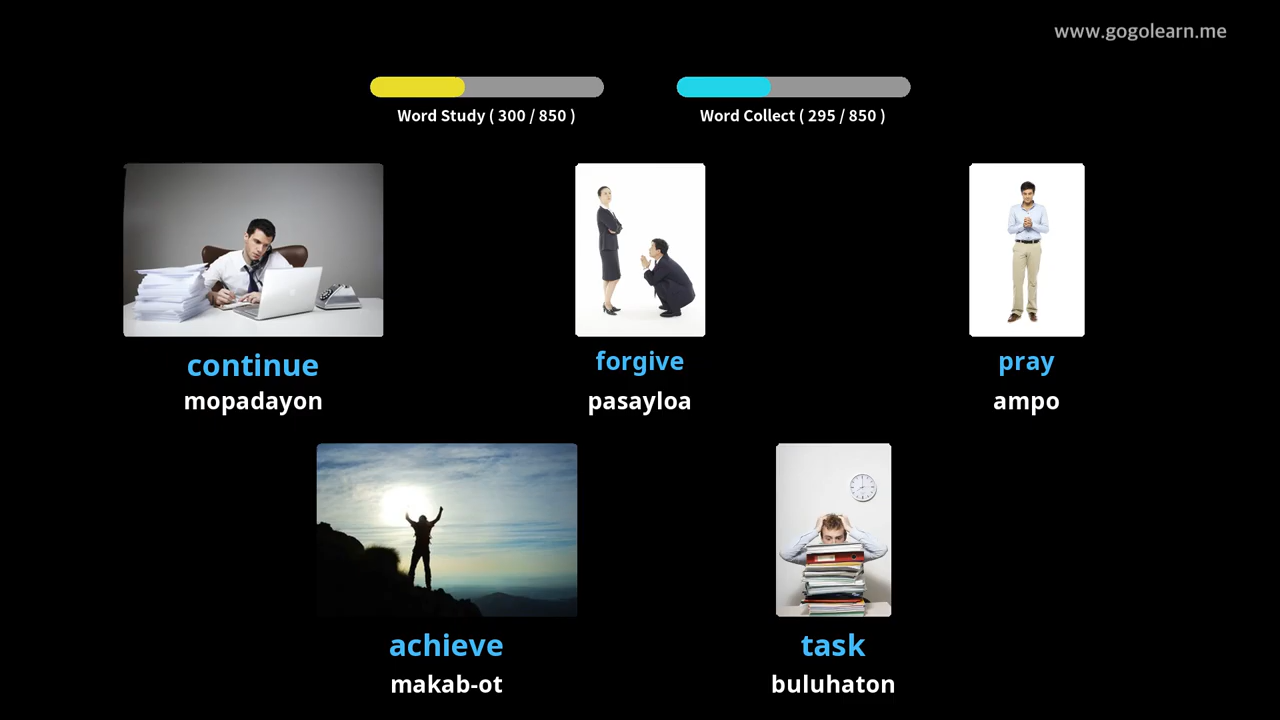 www.gogolearn.me
Word Study ( 300 / 850 )
Word Collect ( 295 / 850 )
continue
mopadayon
forgive
pasayloa
pray
ampo
achieve
makab-ot
task
buluhaton